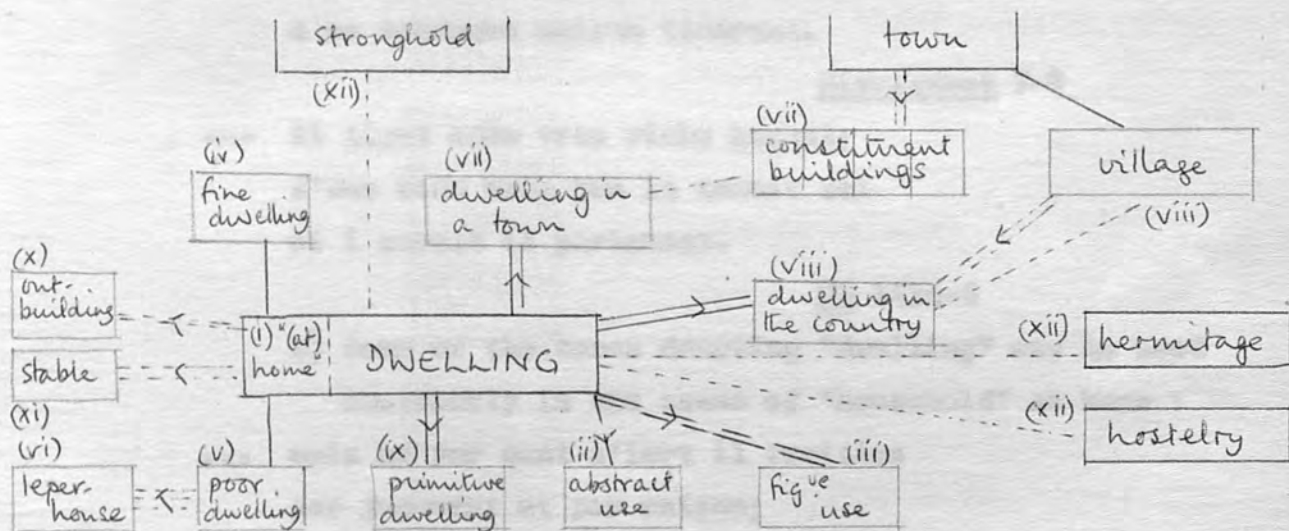 stronghold
town
(xii)
(iv)
fine
dwelling
(vii)
dwelling in
a town
(vii)
constituent
buildings
village
(viii)
(x)
out-
building
(i) "(at)
home"
DWELLING
(viii)
dwelling in
the country
(xii)
hermitage
stable
(xi)
(xii)
hostelry
(vi)
leper-
house
(v)
poor
dwelling
(ix)
primitive
dwelling
(ii)
abstract
use
(iii)
fig^ve
use